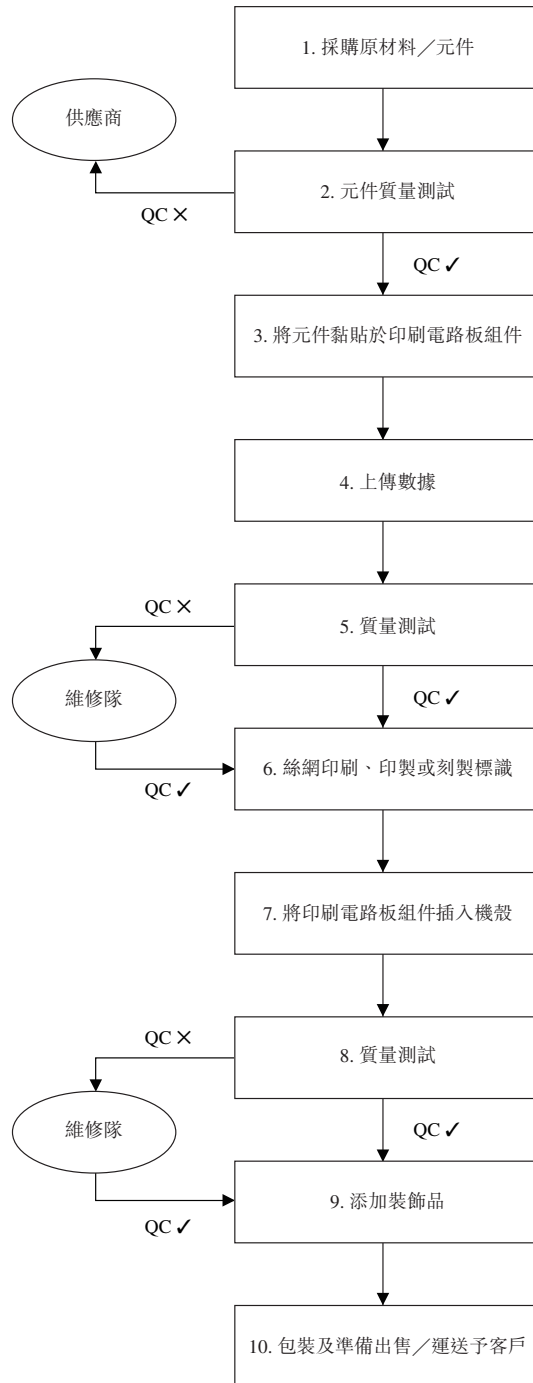 1. 採購原材料／元件
供應商
2. 元件質量測試
QC ✕
QC ✓
3. 將元件黏貼於印刷電路板組件
4. 上傳數據
QC ✕
5. 質量測試
維修隊
QC ✓
6. 絲網印刷、印製或刻製標識
QC ✓
7. 將印刷電路板組件插入機殼
QC ✕
8. 質量測試
維修隊
QC ✓
9. 添加裝飾品
QC ✓
10. 包裝及準備出售／運送予客戶